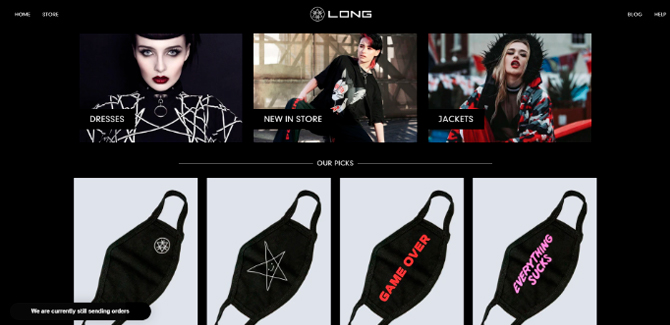 HOME
STORE
LONG
BLOG
HELP
DRESSES
NEW IN STORE
JACKETS
OUR PICKS
GAME OVER
EVERYTHING
SUCKS
We are currently still sending orders